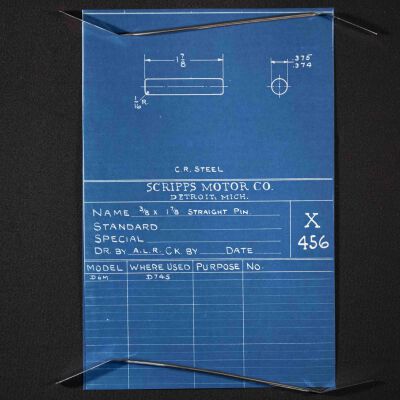 1 7/8
.375
.374
1/16 R.
C.R. STEEL
SCRIPPS MOTOR CO.
DETROIT, MICH.
NAME 3/8 X 1 7/8 STRAIGHT PIN.
STANDARD
SPECIAL
DR. BY A.L.R. CK. BY DATE
X
456
MODEL WHERE USED PURPOSE NO.